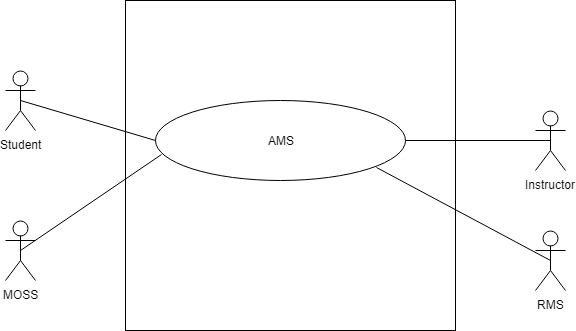 Student
AMS
Instructor
MOSS
RMS